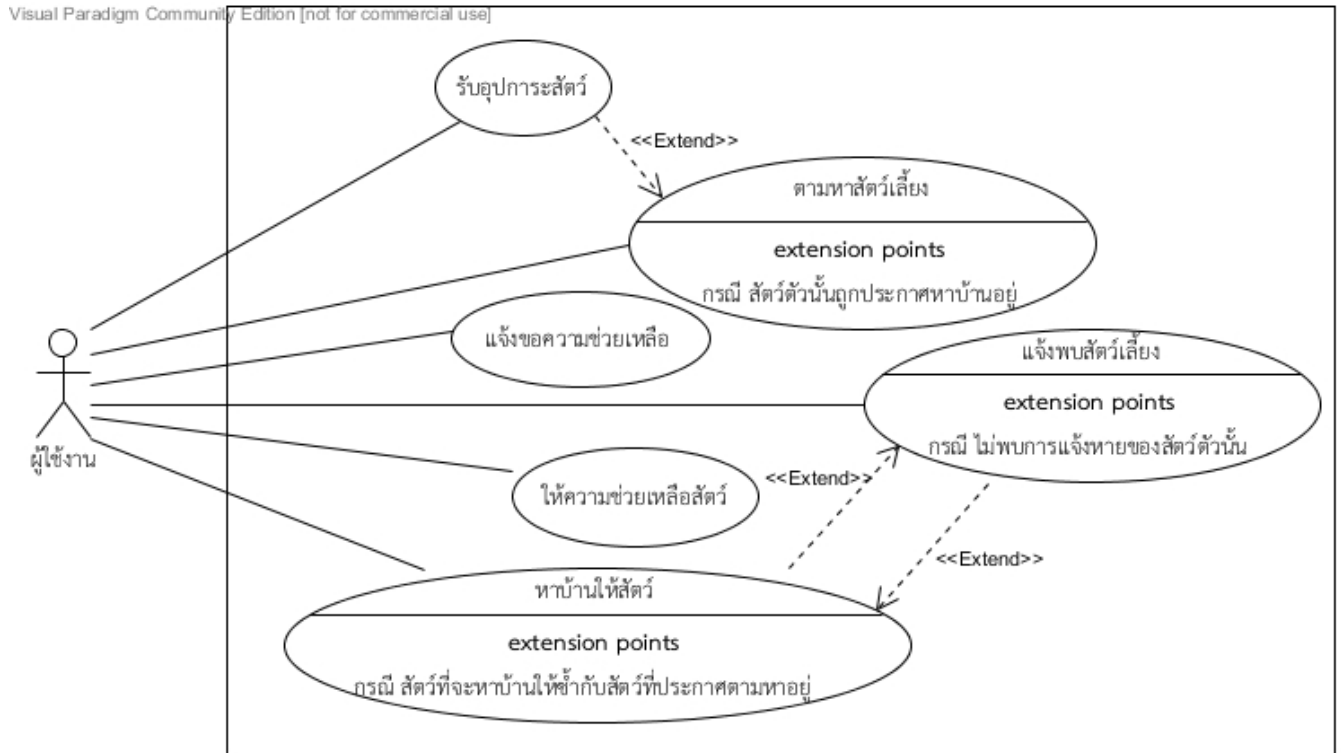 Visual Paradigm Community Edition [not for commercial use]
รับอุปการะสัตว์
<<Extend>>
ตามหาสัตว์เลี้ยง
extension points
กรณี สัตว์ตัวนั้นถูกประกาศหาบ้านอยู่
แจ้งขอความช่วยเหลือ
แจ้งพบสัตว์เลี้ยง
extension points
กรณี ไม่พบการแจ้งหายของสัตว์ตัวนั้น
ผู้ใช้งาน
<<Extend>>
ให้ความช่วยเหลือสัตว์
<<Extend>>
หาบ้านให้สัตว์
extension points
กรณี สัตว์ที่จะหาบ้านให้ซ้ำกับสัตว์ที่ประกาศตามหาอยู่